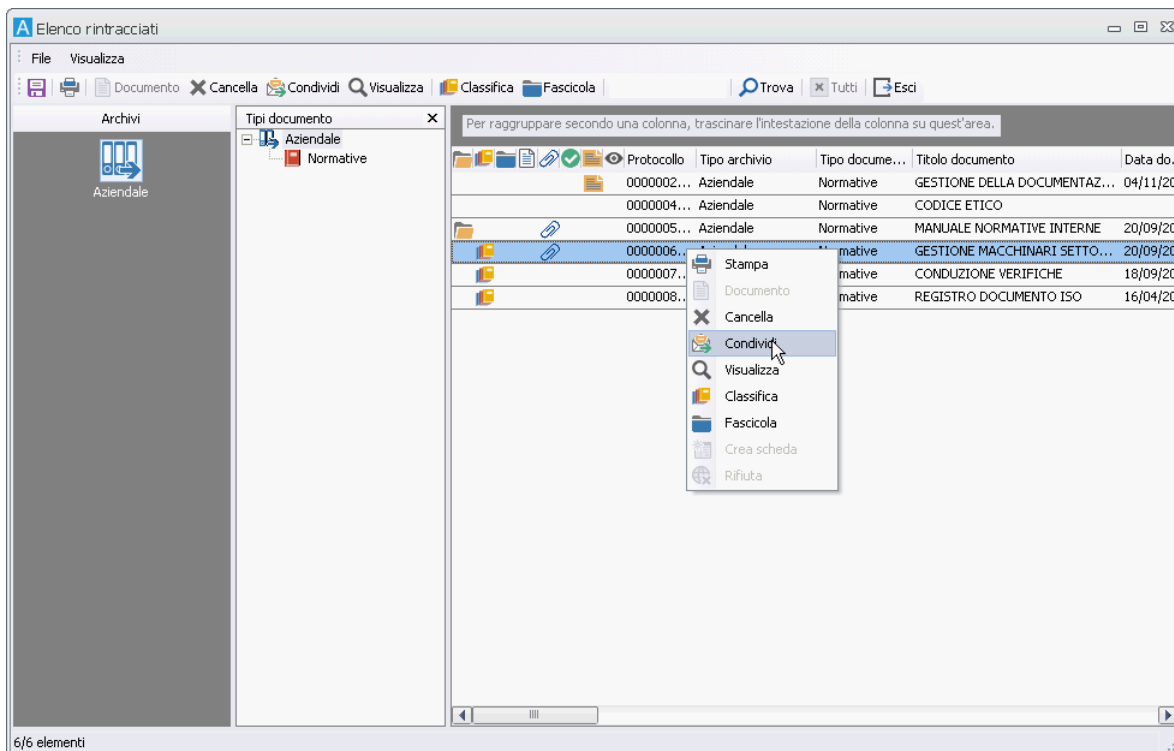 Elenco rintracciati
File Visualizza
Documento Cancella Condividi Visualizza Classifica Fascicola Trova Tutti Esci
Archivi
Aziendale
Tipi documento
Aziendale
Normative
Per raggruppare secondo una colonna, trascinare l'intestazione della colonna su quest'area.
Protocollo Tipo archivio Tipo docume... Titolo documento Data do.
0000002... Aziendale Normative GESTIONE DELLA DOCUMENTAZ... 04/11/20
0000004... Aziendale Normative CODICE ETICO
0000005... Aziendale Normative MANUALE NORMATIVE INTERNE 20/09/20
0000006.. mative GESTIONE MACCHINARI SETTO... 20/09/20
0000007.. mative CONDUZIONE VERIFICHE 18/09/20
0000008.. mative REGISTRO DOCUMENTO ISO 16/04/20
Stampa
Documento
Cancella
Condividi
Visualizza
Classifica
Fascicola
Crea scheda
Rifiuta
6/6 elementi